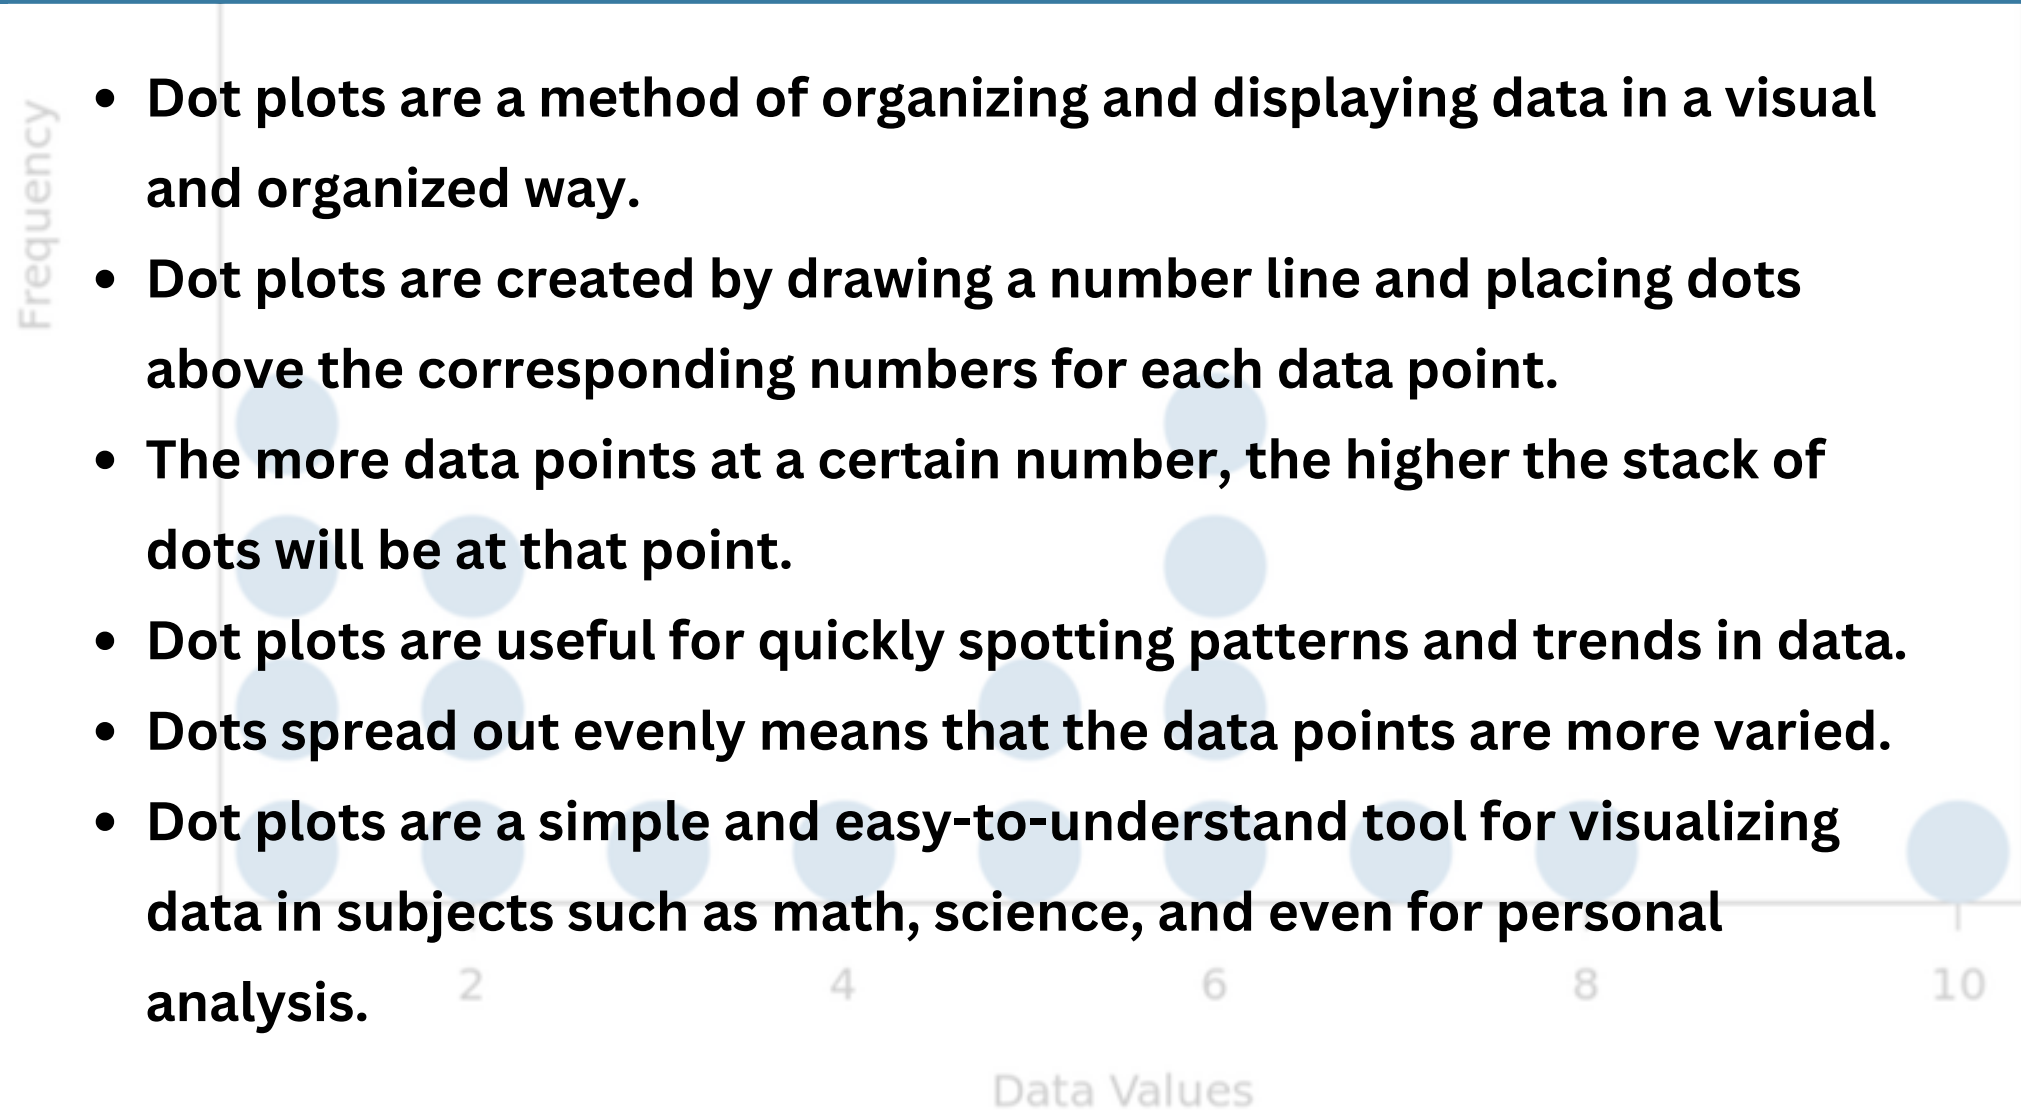 Frequency
• Dot plots are a method of organizing and displaying data in a visual
and organized way.
• Dot plots are created by drawing a number line and placing dots
above the corresponding numbers for each data point.
• The more data points at a certain number, the higher the stack of
dots will be at that point.
• Dot plots are useful for quickly spotting patterns and trends in data.
• Dots spread out evenly means that the data points are more varied.
• Dot plots are a simple and easy-to-understand tool for visualizing
data in subjects such as math, science, and even for personal
analysis.
2 4 6 8 10
Data Values